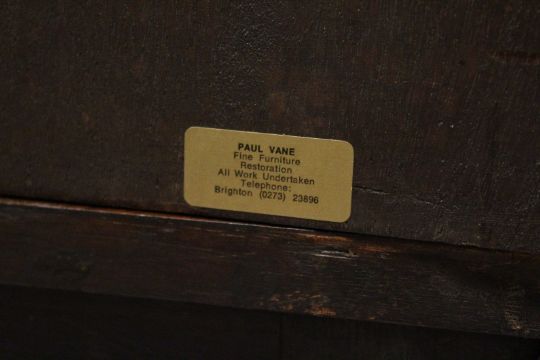 PAUL VANE
Fine Furniture
Restoration
All Work Undertaken
Telephone:
Brighton (0273) 23896